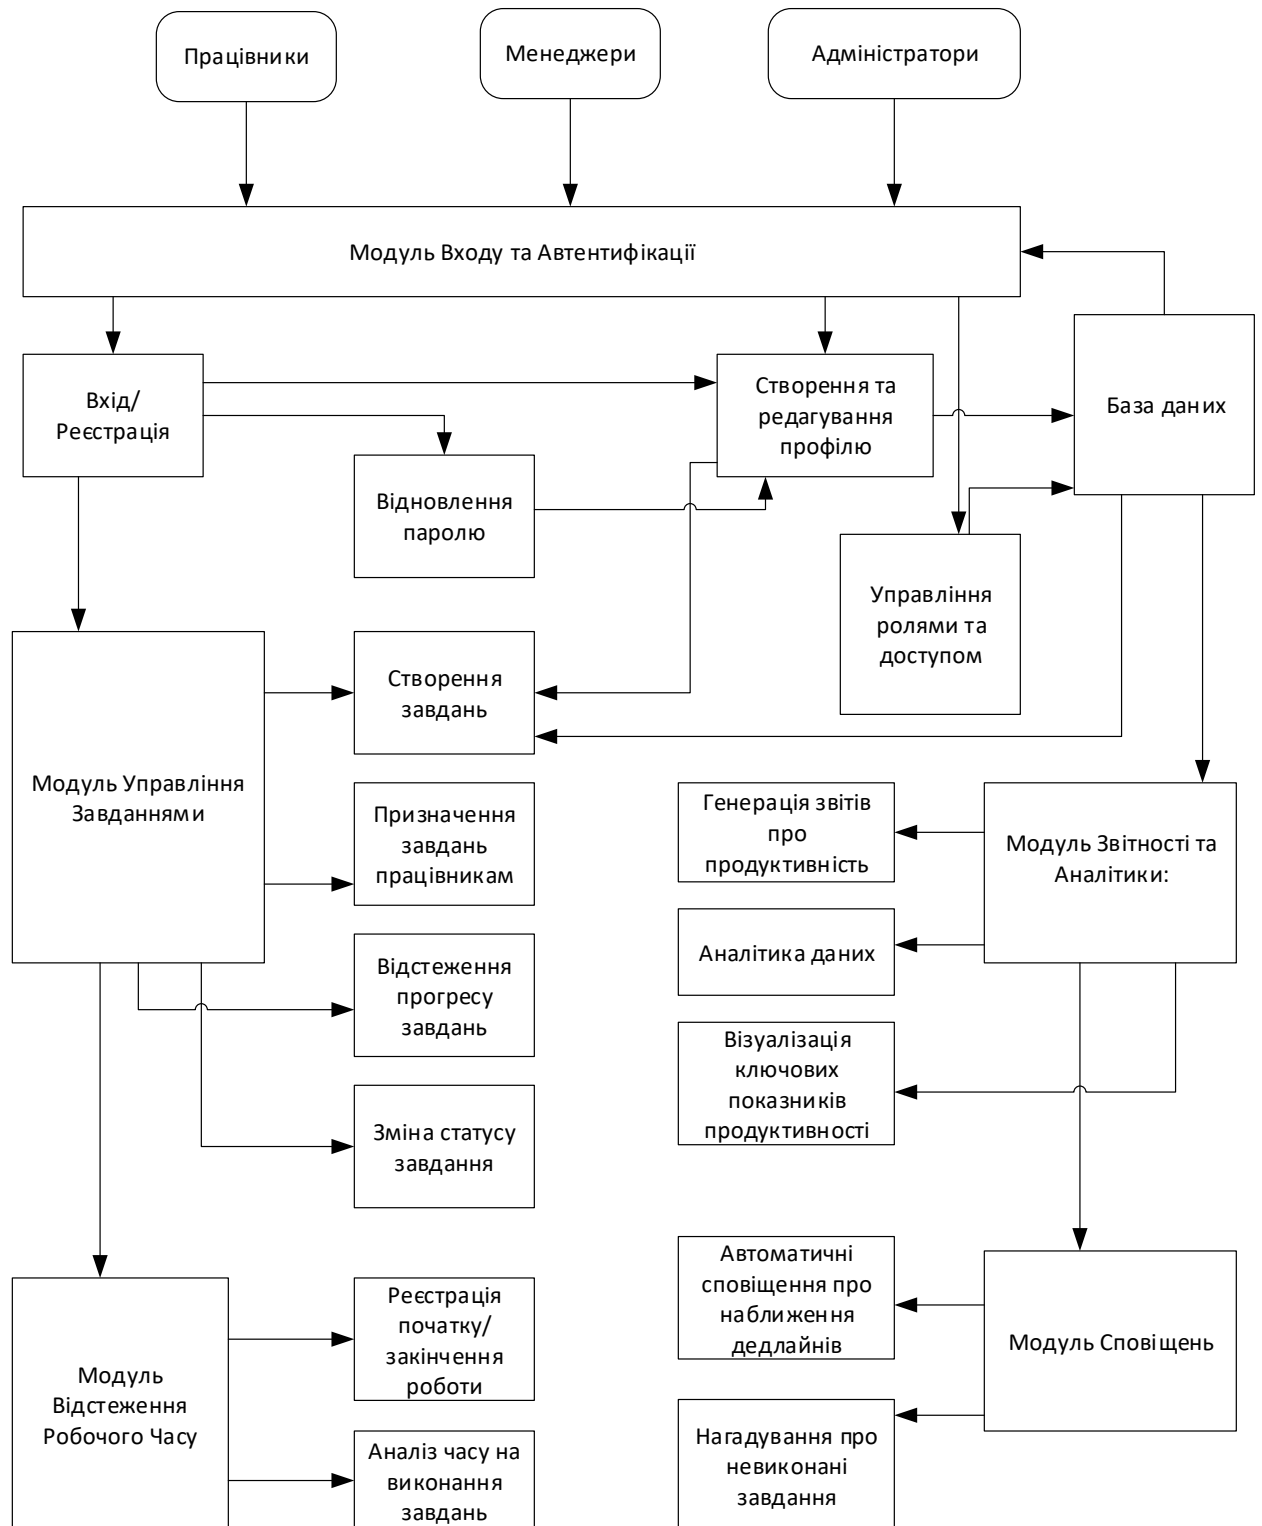 Працівники
Менеджери
Адміністратори
Модуль Входу та Автентифікації
Вхід/
Реєстрація
Створення та
редагування
профілю
База даних
Відновлення
паролю
Управління
ролями та
доступом
Створення
завдань
Модуль Управління
Завданнями
Призначення
завдань
працівникам
Генерація звітів
про
продуктивність
Модуль Звітності та
Аналітики:
Аналітика даних
Відстеження
прогресу
завдань
Візуалізація
ключових
показників
продуктивності
Зміна статусу
завдання
Автоматичні
сповіщення про
наближення
дедлайнів
Модуль Сповіщень
Реєстрація
початку/
закінчення
роботи
Модуль
Відстеження
Робочого Часу
Аналіз часу на
виконання
завдань
Нагадування про
невиконані
завдання